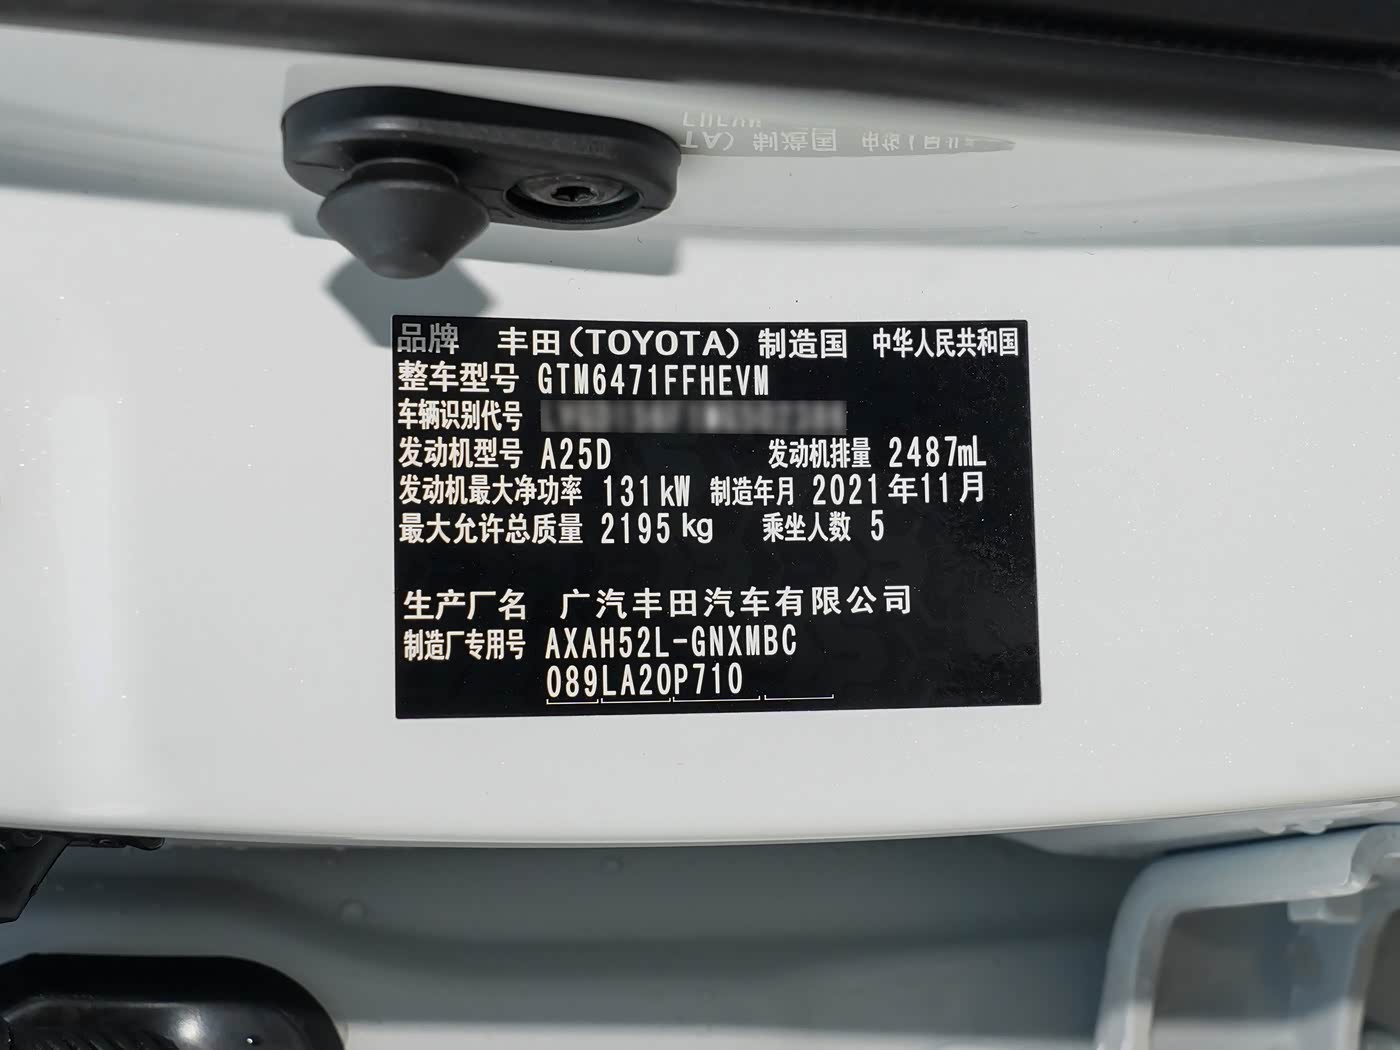 品牌 丰田(TOYOTA) 制造国 中华人民共和国
整车型号 GTM6471FFHEVM
车辆识别代号
发动机型号 A25D 发动机排量 2487mL
发动机最大净功率 131kW 制造年月 2021年11月
最大允许总质量 2195kg 乘坐人数 5
生产厂名 广汽丰田汽车有限公司
制造厂专用号 AXAH52L-GNXMBC
089LA20P710